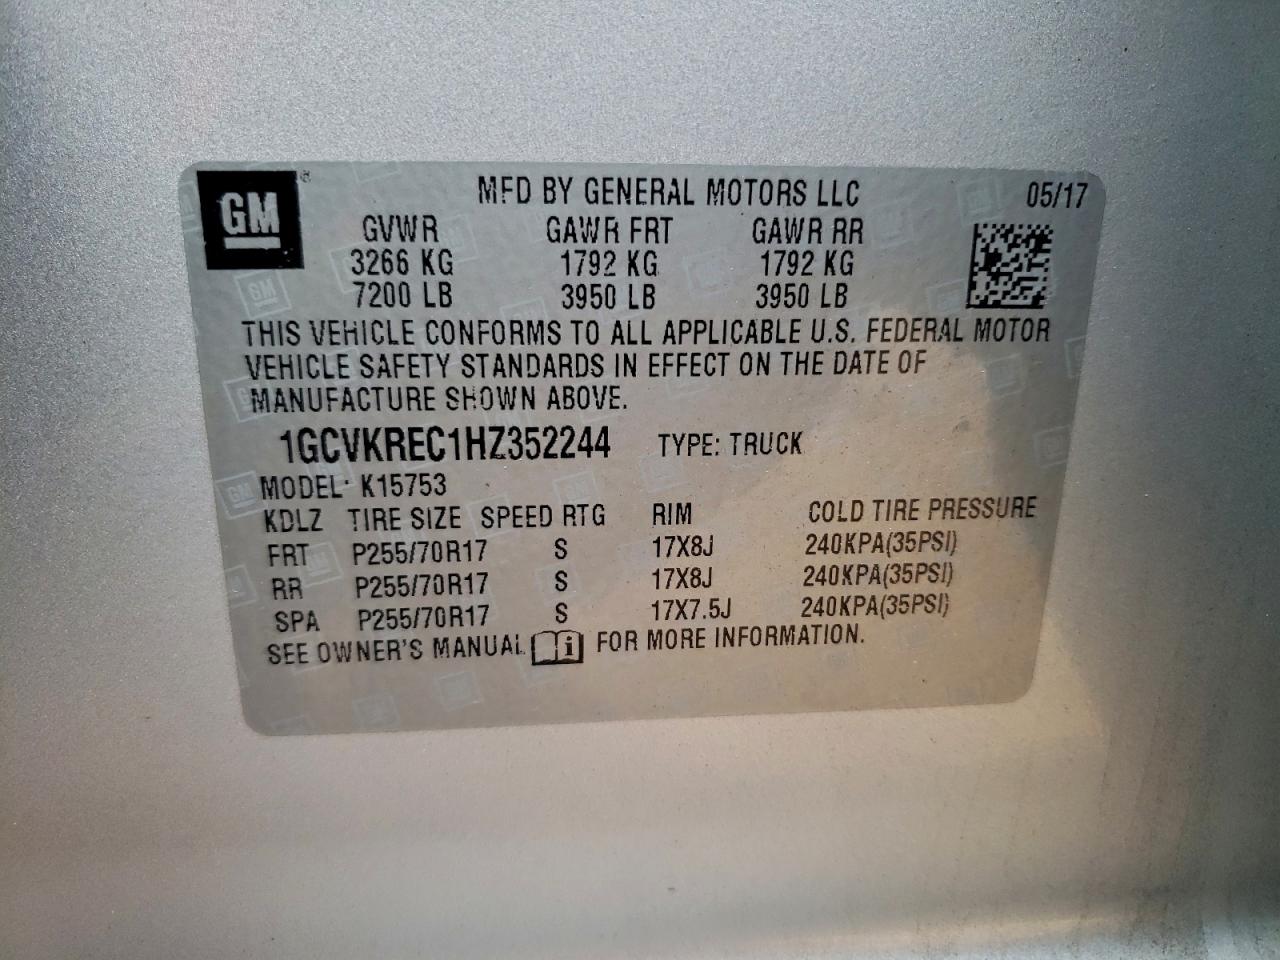 GM®
MFD BY GENERAL MOTORS LLC 05/17
GVWR GAWR FRT GAWR RR
3266 KG 1792 KG 1792 KG
7200 LB 3950 LB 3950 LB
THIS VEHICLE CONFORMS TO ALL APPLICABLE U.S. FEDERAL MOTOR
VEHICLE SAFETY STANDARDS IN EFFECT ON THE DATE OF
MANUFACTURE SHOWN ABOVE.
1GCVKREC1HZ352244 TYPE: TRUCK
MODEL: K15753
KDLZ TIRE SIZE SPEED RTG RIM COLD TIRE PRESSURE
FRT P255/70R17 S 17X8J 240KPA(35PSI)
RR P255/70R17 S 17X8J 240KPA(35PSI)
SPA P255/70R17 S 17X7.5J 240KPA(35PSI)
SEE OWNER'S MANUAL i FOR MORE INFORMATION.